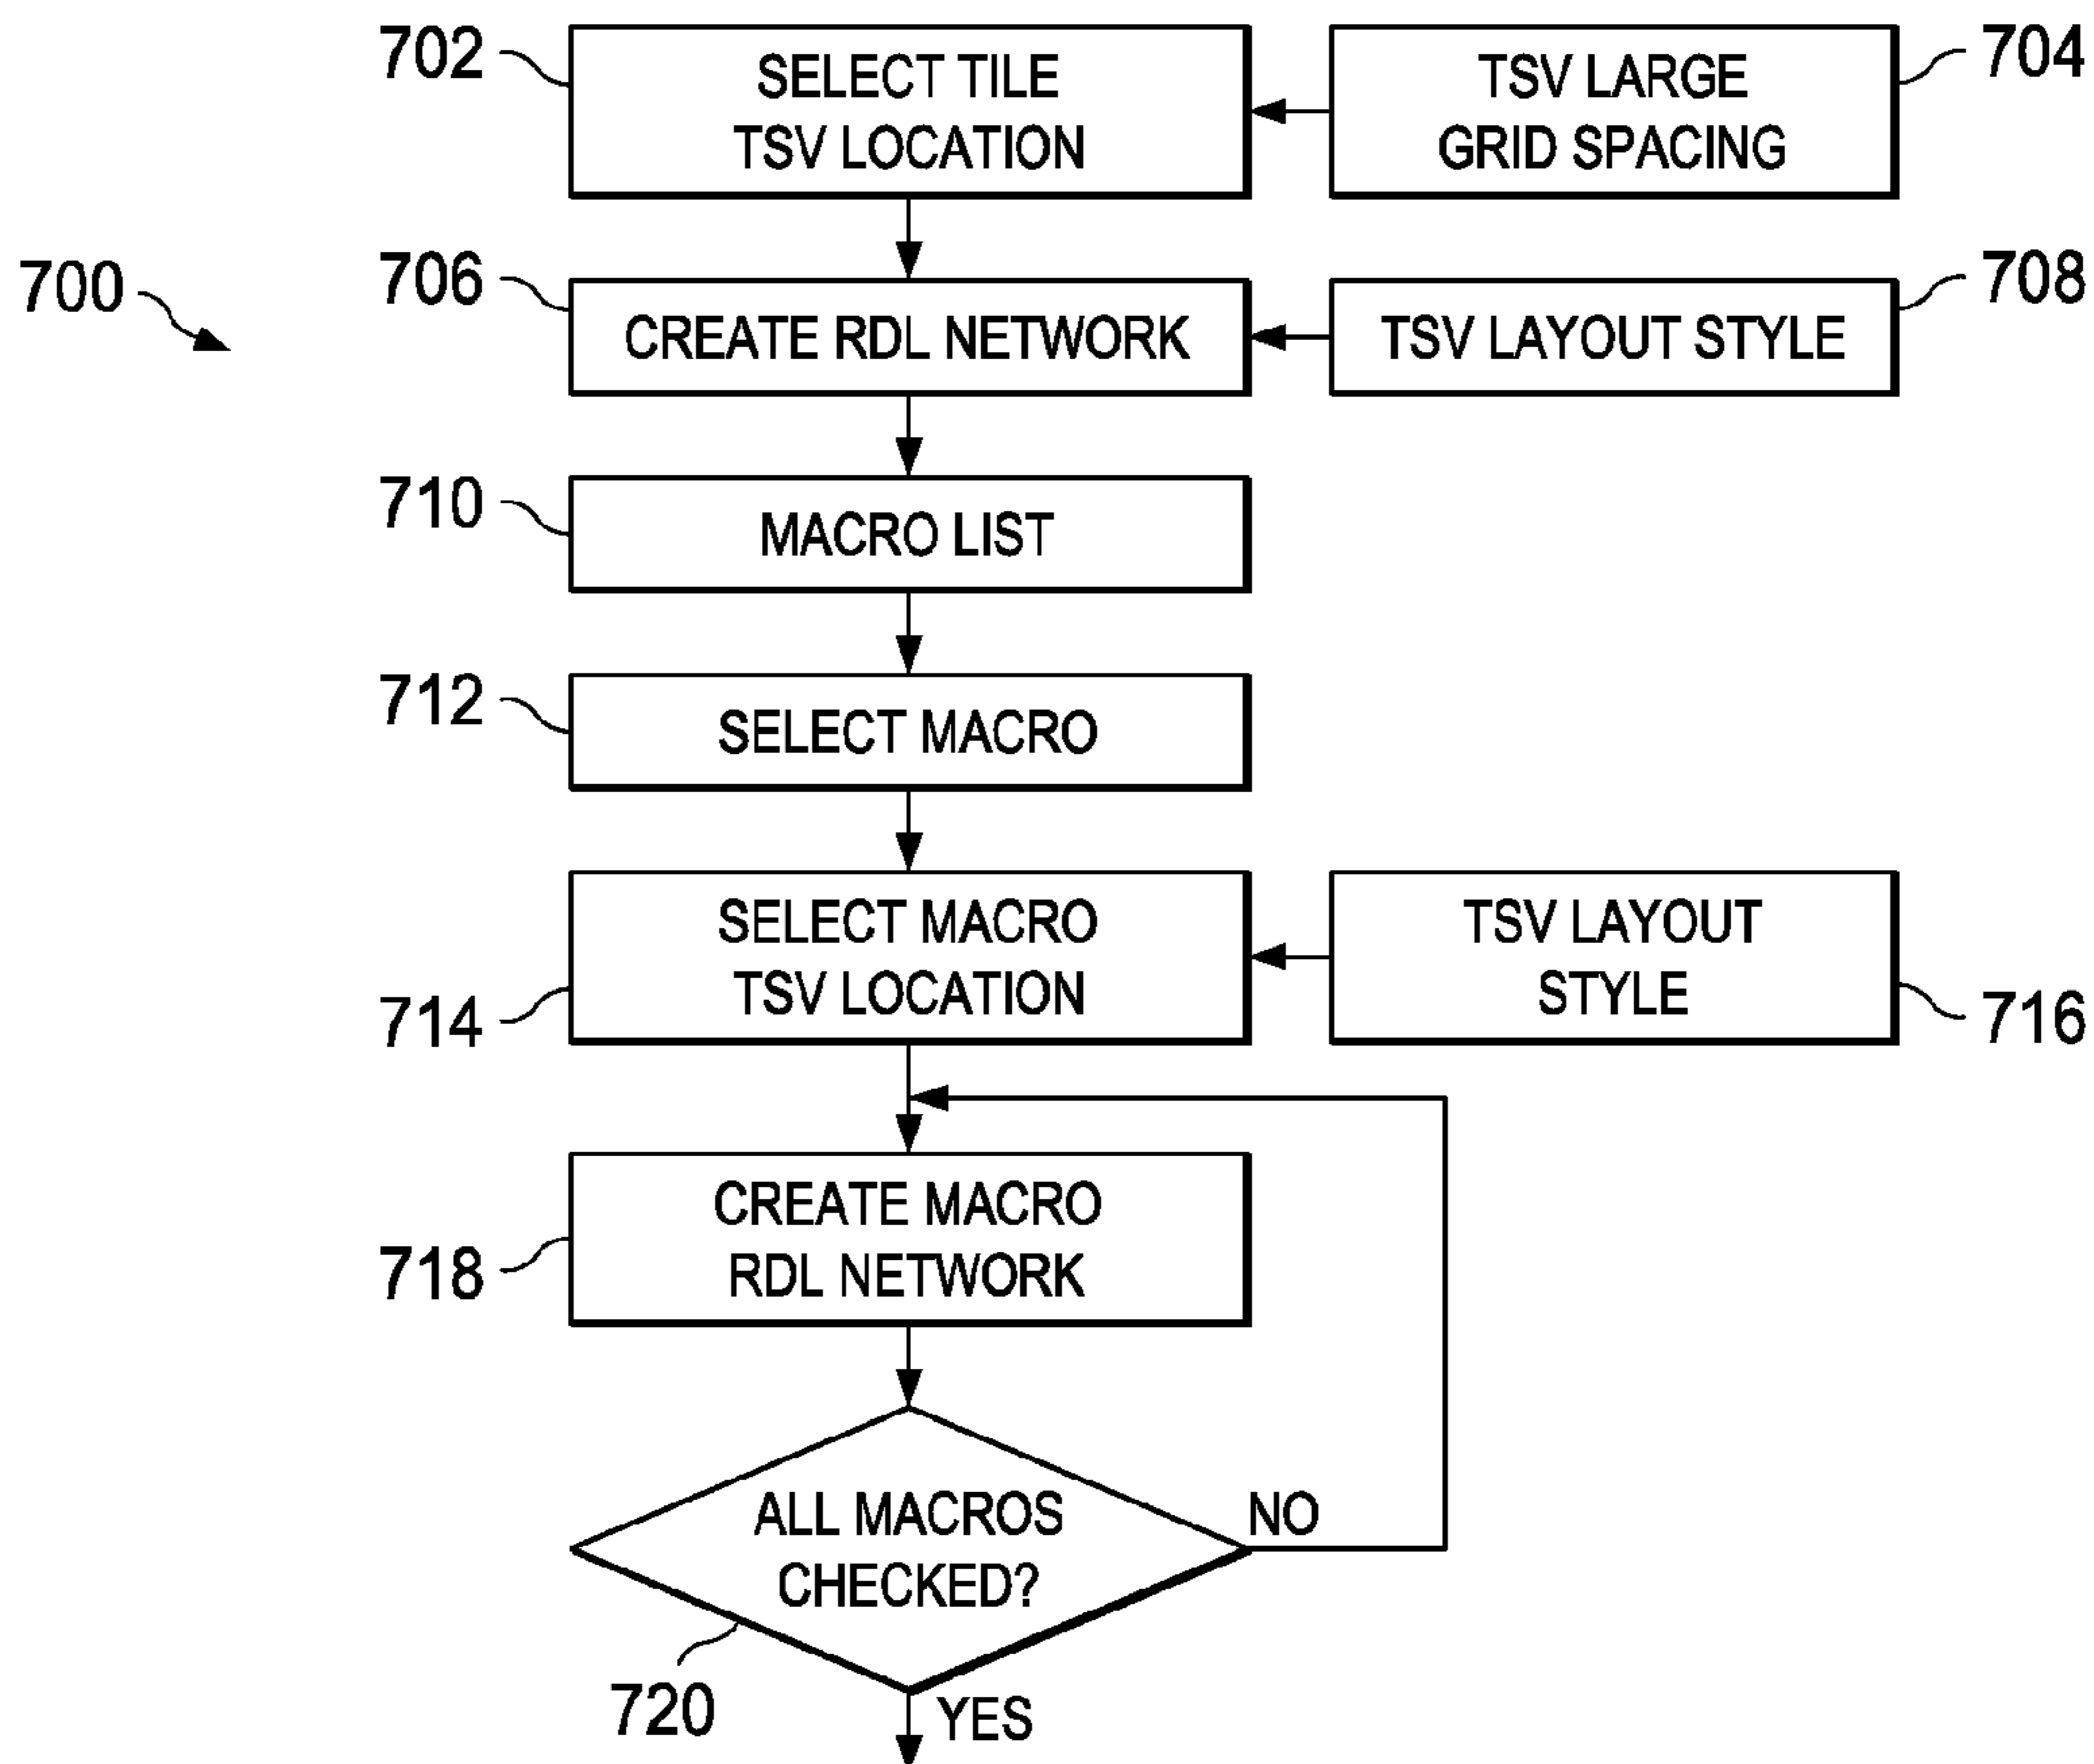 702
SELECT TILE
TSV LOCATION
TSV LARGE
GRID SPACING
704
700
706
CREATE RDL NETWORK
TSV LAYOUT STYLE
708
710
MACRO LIST
712
SELECT MACRO
714
SELECT MACRO
TSV LOCATION
TSV LAYOUT
STYLE
716
718
CREATE MACRO
RDL NETWORK
ALL MACROS
CHECKED?
NO
720
YES